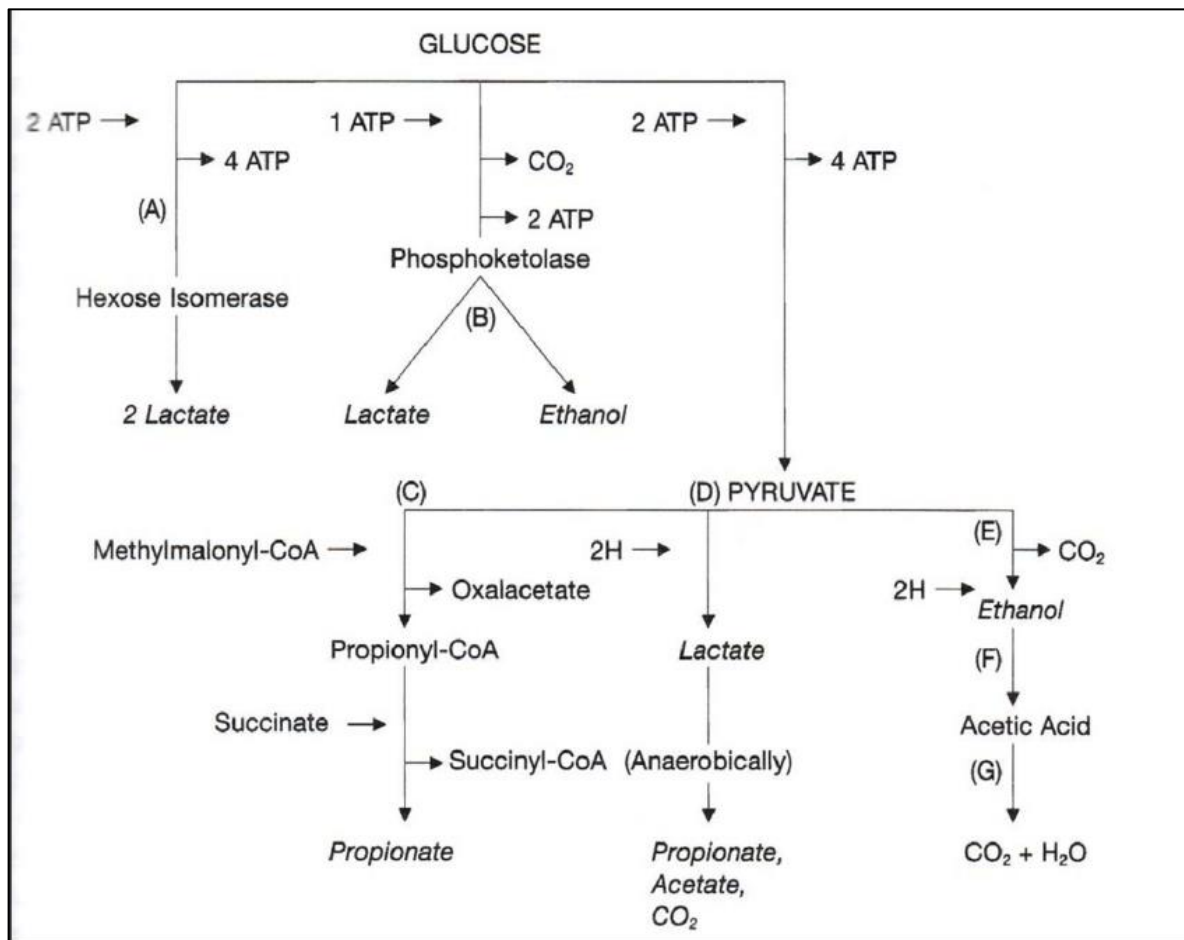 GLUCOSE
2 ATP
1 ATP
2 ATP
4 ATP
CO₂
4 ATP
(A)
2 ATP
Phosphoketolase
Hexose Isomerase
(B)
2 Lactate
Lactate
Ethanol
(C)
(D) PYRUVATE
(E)
Methylmalonyl-CoA
2H
CO₂
Oxalacetate
2H
Ethanol
Propionyl-CoA
Lactate
(F)
Succinate
Acetic Acid
Succinyl-CoA
(Anaerobically)
(G)
Propionate
Propionate,
Acetate,
CO₂
CO₂ + H₂O